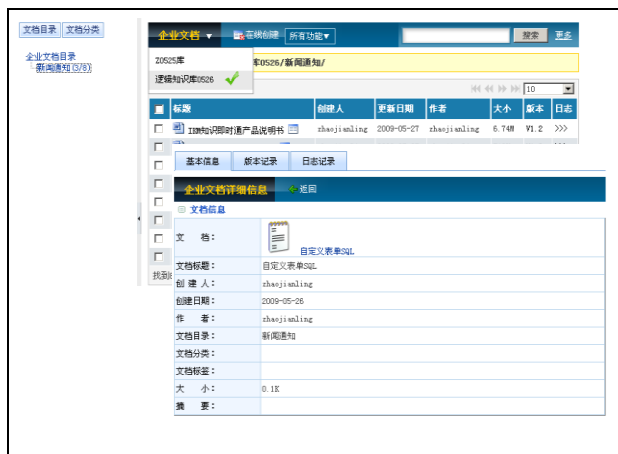 文档目录 文档分类
企业文档目录
新闻通知(3/8)
企业文档▼ 在线创建 所有功能▼ 搜索 更多
20525库
逻辑知识库0526
库0526/新闻通知/
10
标题 创建人 更新日期 作者 大小 版本 日志
IBM知识即时通产品说明书 zhaojianling 2009-05-27 zhaojianling 6.74M V1.2 >>>
基本信息 版本记录 日志记录
企业文档详细信息 返回
文档信息
文 档：
自定义表单SQL
文档标题： 自定义表单SQL
创 建 人： zhaojianling
创建日期： 2009-05-26
作 者： zhaojianling
文档目录： 新闻通知
文档分类：
文档标签：
大 小： 0.1K
摘 要：
找到